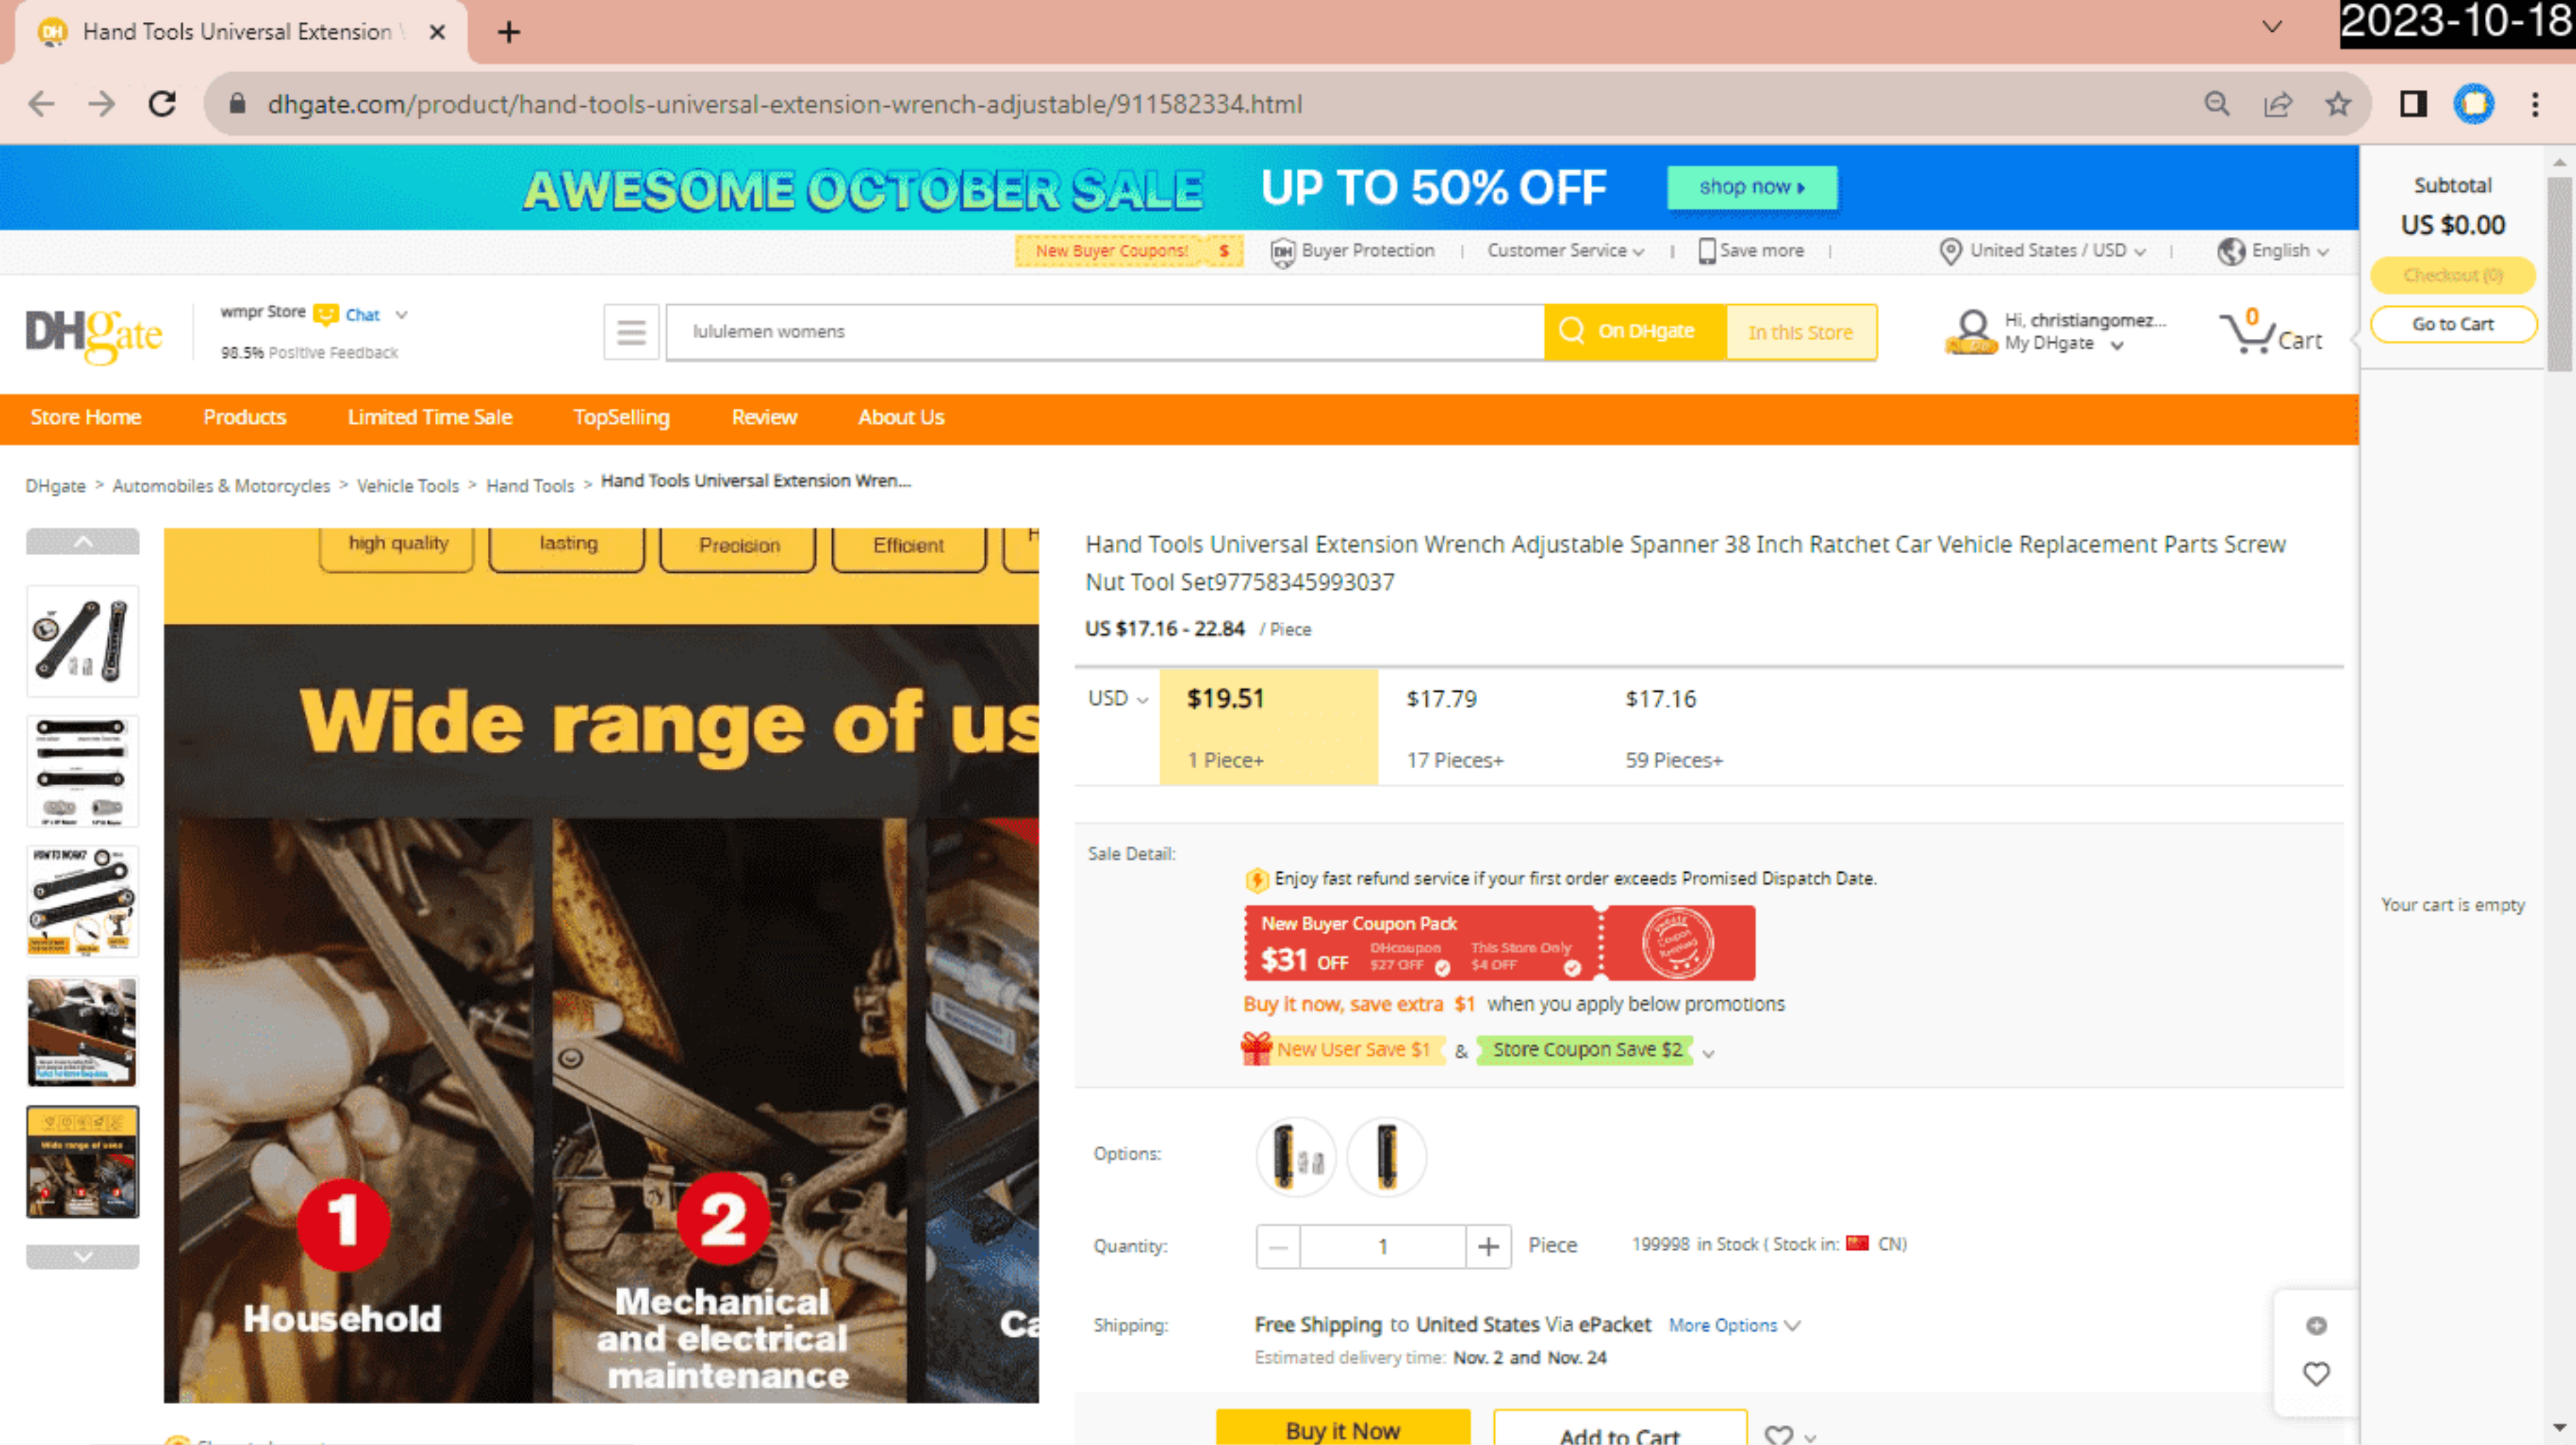 Hand Tools Universal Extension
2023-10-18
dhgate.com/product/hand-tools-universal-extension-wrench-adjustable/911582334.html
AWESOME OCTOBER SALE UP TO 50% OFF shop now
Subtotal
US $0.00
Checkout (0)
Go to Cart
New Buyer Coupons! $ DH Buyer Protection | Customer Service | Save more | United States / USD | English
DHgate
wmpr Store Chat
98.5% Positive Feedback
lululemen womens
On DHgate
In this Store
Hi, christiangomez...
My DHgate
0
Cart
Store Home Products Limited Time Sale TopSelling Review About Us
DHgate > Automobiles & Motorcycles > Vehicle Tools > Hand Tools > Hand Tools Universal Extension Wren...
high quality lasting Precision Efficient
Wide range of us
1
Household
2
Mechanical
and electrical
maintenance
Ca
HOW TO WORK?
Wide range of uses
Hand Tools Universal Extension Wrench Adjustable Spanner 38 Inch Ratchet Car Vehicle Replacement Parts Screw
Nut Tool Set97758345993037
US $17.16 - 22.84 / Piece
USD $19.51 $17.79 $17.16
1 Piece+ 17 Pieces+ 59 Pieces+
Sale Detail:
Enjoy fast refund service if your first order exceeds Promised Dispatch Date.
New Buyer Coupon Pack
$31 OFF
DHcoupon
$27 OFF
This Store Only
$4 OFF
Coupon
Received
Buy it now, save extra $1 when you apply below promotions
New User Save $1 & Store Coupon Save $2
Options:
Quantity: 1 Piece 199998 in Stock ( Stock in: CN)
Shipping: Free Shipping to United States Via ePacket More Options
Estimated delivery time: Nov. 2 and Nov. 24
Buy it Now
Add to Cart
Your cart is empty